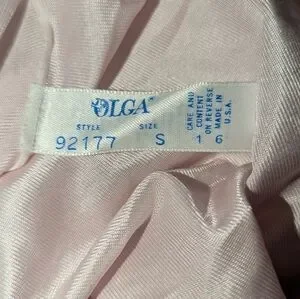 OLGA®
STYLE SIZE
92177 S 16
CARE AND
CONTENT
ON REVERSE
MADE IN
U.S.A.